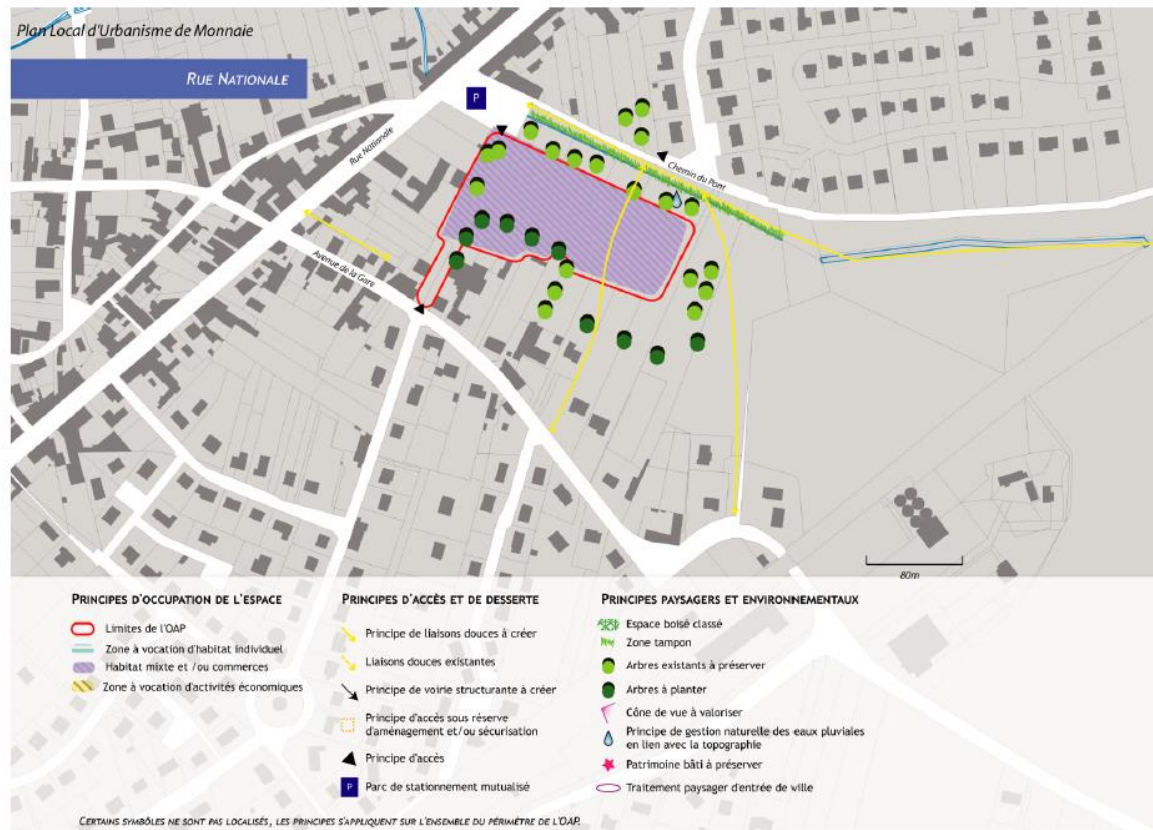 Plan Local d'Urbanisme de Monnaie
RUE NATIONALE
P
Rue Nationale
Chemin du Pont
Avenue de la Gare
80m
PRINCIPES D'OCCUPATION DE L'ESPACE
Limites de l'OAP
Zone à vocation d'habitat individuel
Habitat mixte et /ou commerces
Zone à vocation d'activités économiques
PRINCIPES D'ACCÈS ET DE DESSERTE
Principe de liaisons douces à créer
Liaisons douces existantes
Principe de voirie structurante à créer
Principe d'accès sous réserve
d'aménagement et/ou sécurisation
Principe d'accès
P Parc de stationnement mutualisé
PRINCIPES PAYSAGERS ET ENVIRONNEMENTAUX
Espace boisé classé
Zone tampon
Arbres existants à préserver
Arbres à planter
Cône de vue à valoriser
Principe de gestion naturelle des eaux pluviales
en lien avec la topographie
Patrimoine bâti à préserver
Traitement paysager d'entrée de ville
CERTAINS SYMBÔLES NE SONT PAS LOCALISÉS, LES PRINCIPES S'APPLIQUENT SUR L'ENSEMBLE DU PÉRIMÈTRE DE L'OAP.